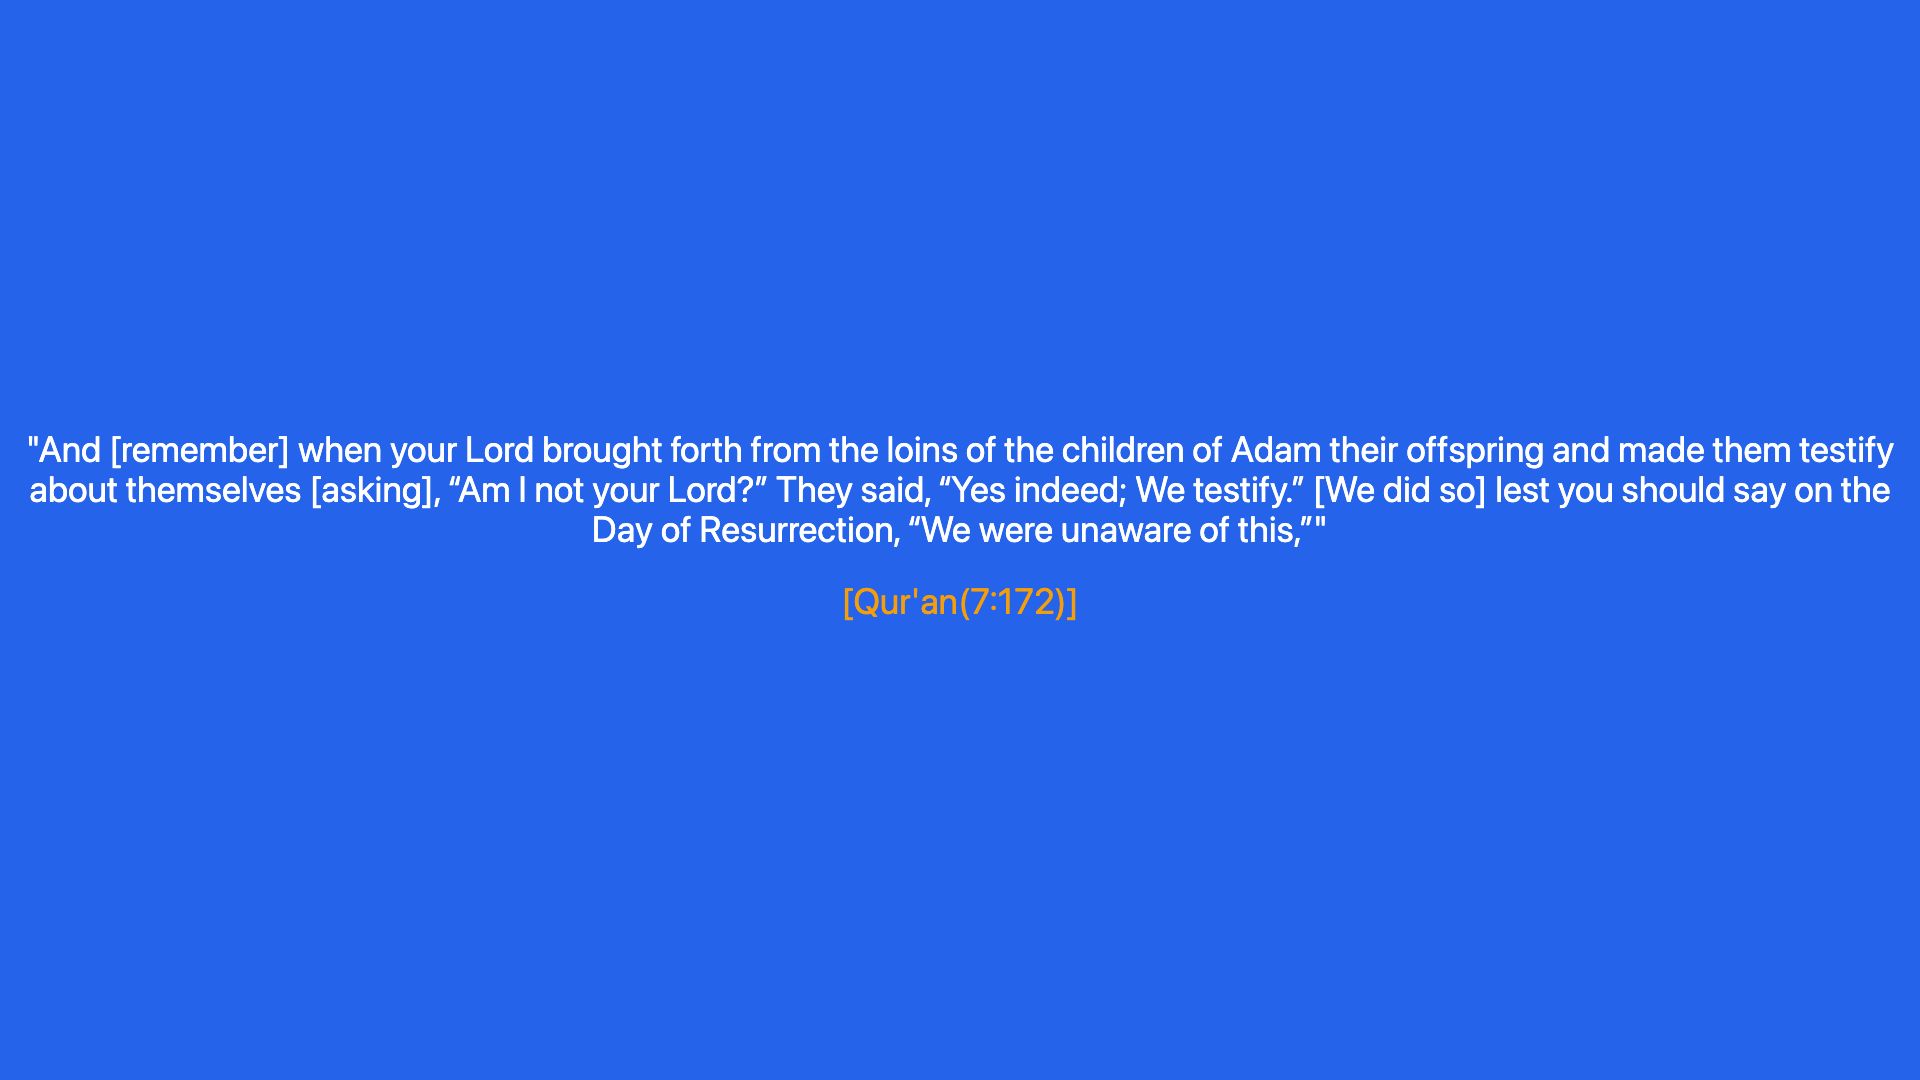 "And [remember] when your Lord brought forth from the loins of the children of Adam their offspring and made them testify
about themselves [asking], “Am I not your Lord?” They said, “Yes indeed; We testify.” [We did so] lest you should say on the
Day of Resurrection, “We were unaware of this,”"
[Qur'an(7:172)]